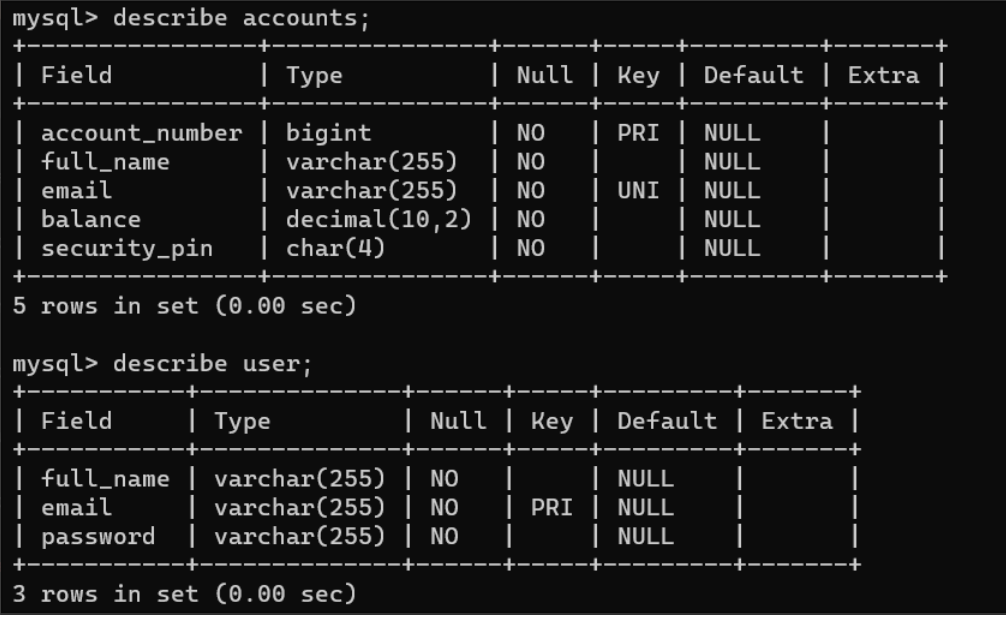 mysql> describe accounts;
+----------------+---------------+------+-----+---------+-------+
| Field          | Type          | Null | Key | Default | Extra |
+----------------+---------------+------+-----+---------+-------+
| account_number | bigint        | NO   | PRI | NULL    |       |
| full_name      | varchar(255)  | NO   |     | NULL    |       |
| email          | varchar(255)  | NO   | UNI | NULL    |       |
| balance        | decimal(10,2) | NO   |     | NULL    |       |
| security_pin   | char(4)       | NO   |     | NULL    |       |
+----------------+---------------+------+-----+---------+-------+
5 rows in set (0.00 sec)

mysql> describe user;
+-----------+--------------+------+-----+---------+-------+
| Field     | Type         | Null | Key | Default | Extra |
+-----------+--------------+------+-----+---------+-------+
| full_name | varchar(255) | NO   |     | NULL    |       |
| email     | varchar(255) | NO   | PRI | NULL    |       |
| password  | varchar(255) | NO   |     | NULL    |       |
+-----------+--------------+------+-----+---------+-------+
3 rows in set (0.00 sec)